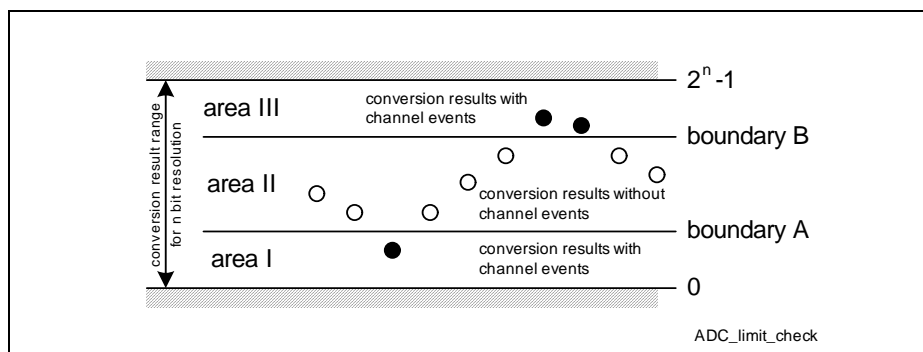 2ⁿ-1
area III
conversion results with
channel events
boundary B
conversion result range
for n bit resolution
area II
conversion results without
channel events
boundary A
area I
conversion results with
channel events
0
ADC_limit_check